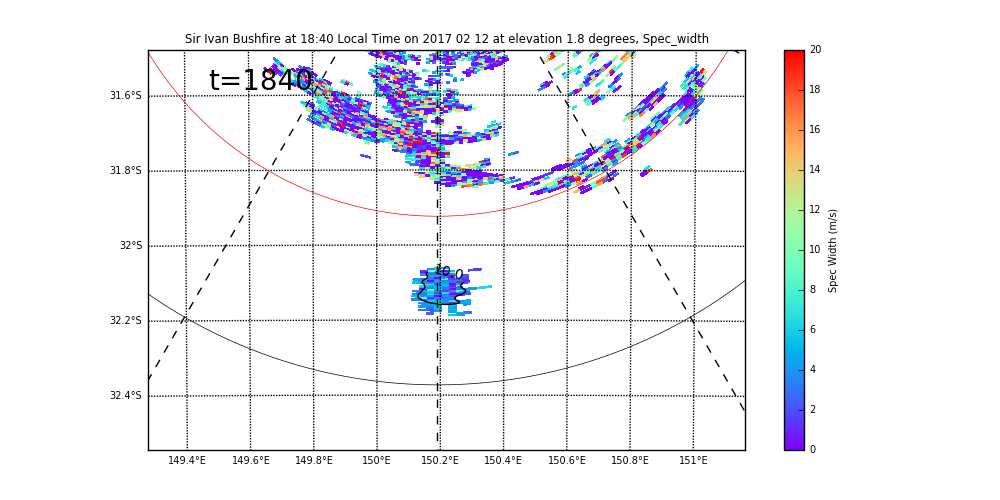 Sir Ivan Bushfire at 18:40 Local Time on 2017 02 12 at elevation 1.8 degrees, Spec_width
t=1840
31.6°S
31.8°S
32°S
32.2°S
32.4°S
149.4°E 149.6°E 149.8°E 150°E 150.2°E 150.4°E 150.6°E 150.8°E 151°E
20
18
16
14
12
10
8
6
4
2
0
Spec Width (m/s)